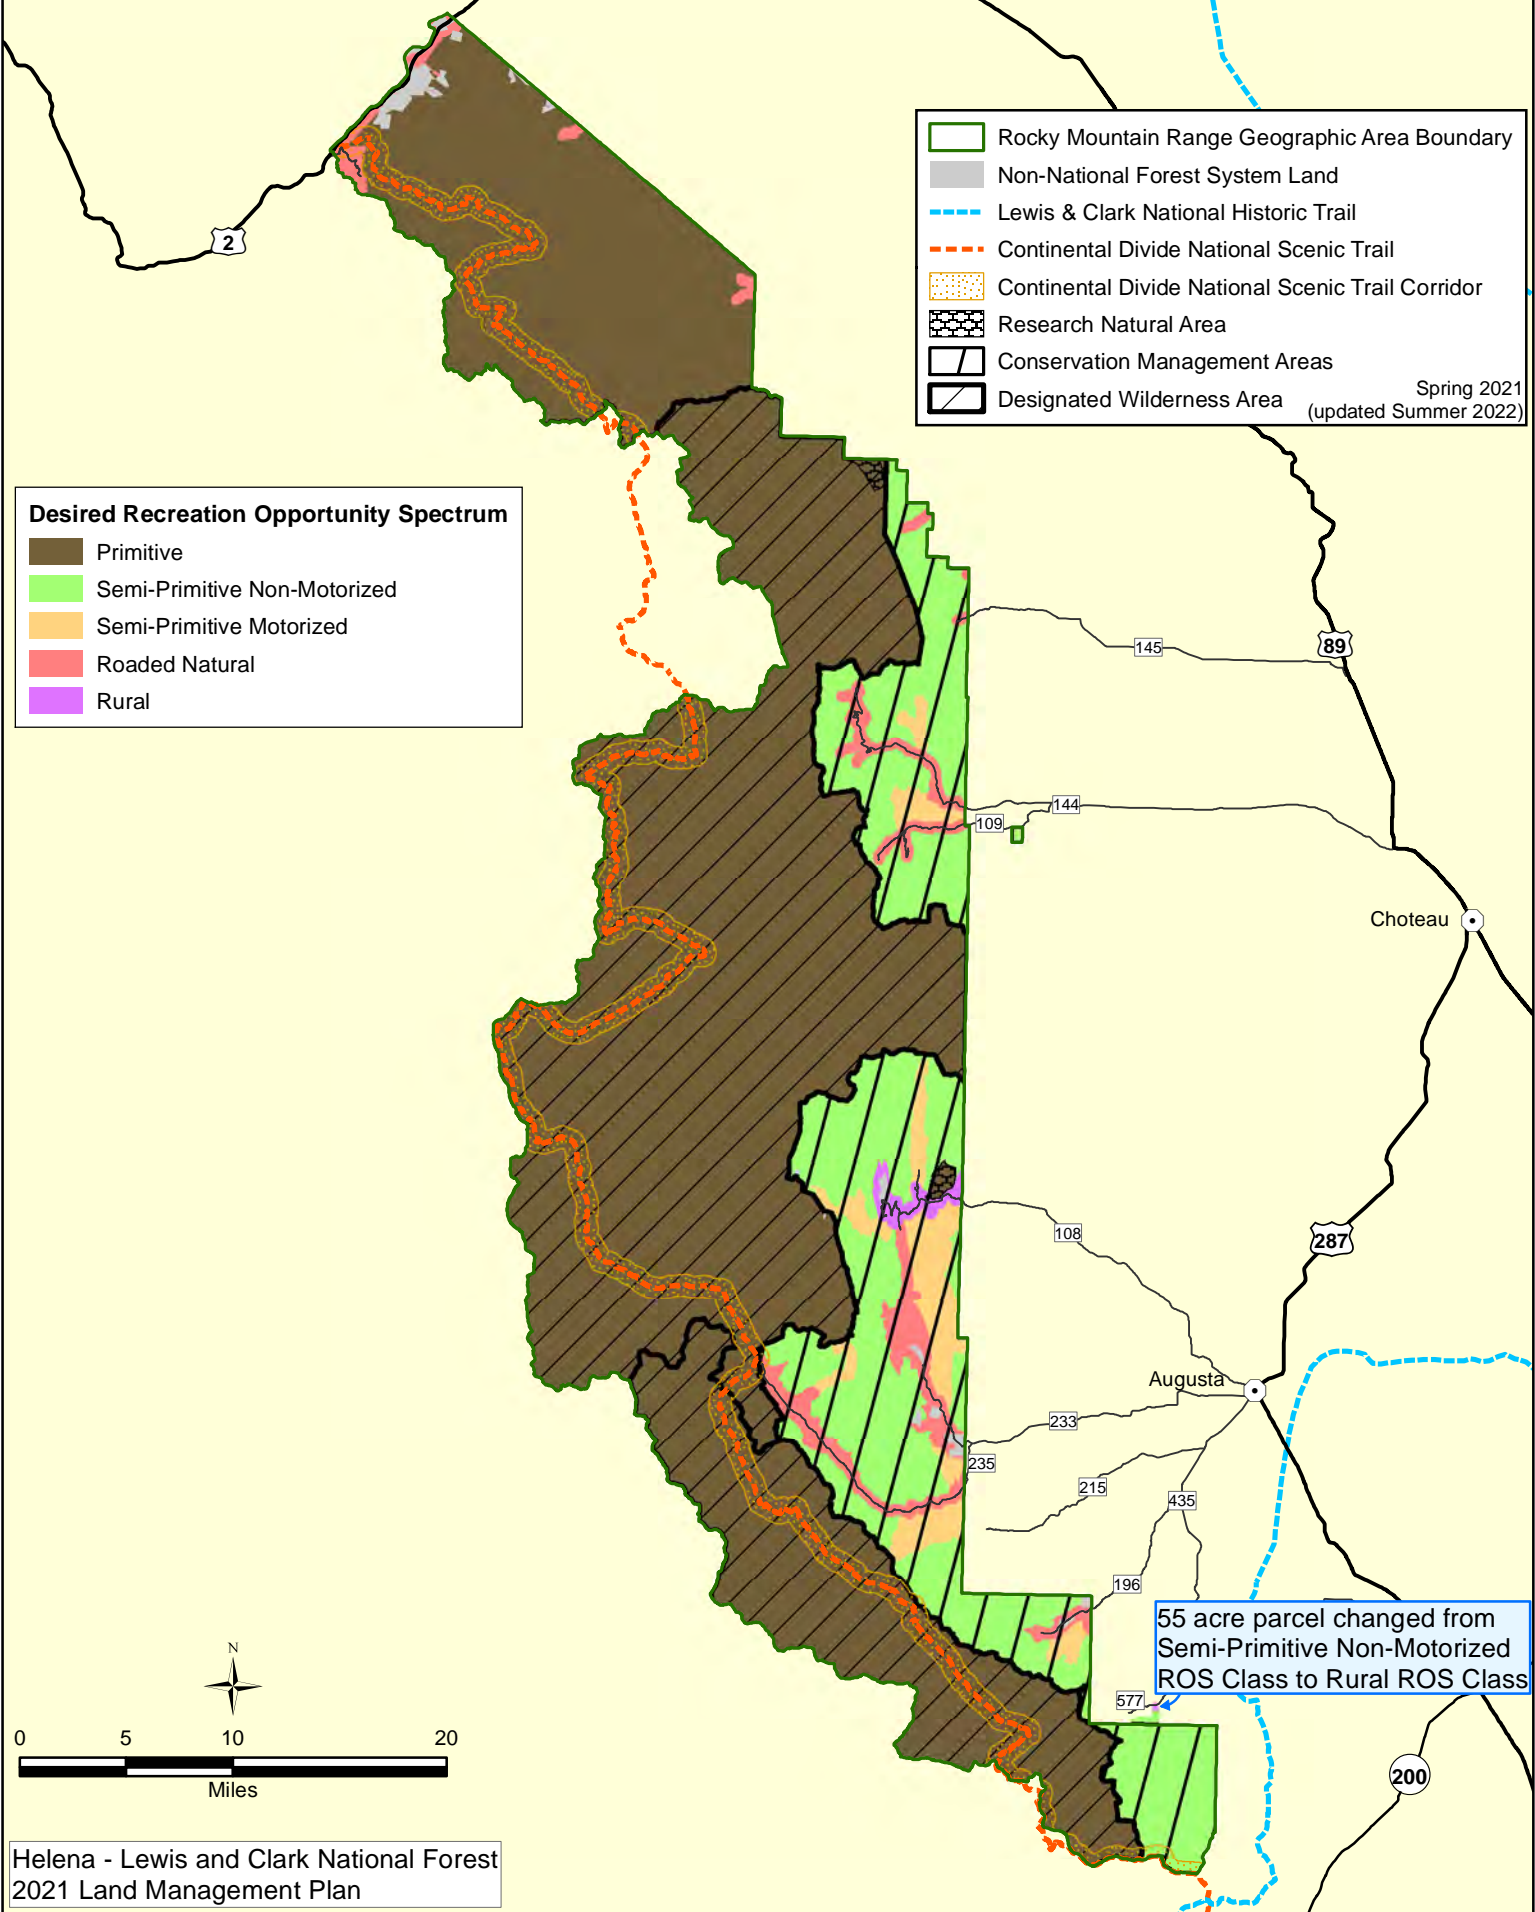 Rocky Mountain Range Geographic Area Boundary
Non-National Forest System Land
Lewis & Clark National Historic Trail
Continental Divide National Scenic Trail
Continental Divide National Scenic Trail Corridor
Research Natural Area
Conservation Management Areas
Designated Wilderness Area
Spring 2021
(updated Summer 2022)
2
Desired Recreation Opportunity Spectrum
Primitive
Semi-Primitive Non-Motorized
Semi-Primitive Motorized
Roaded Natural
Rural
145
89
144
109
Choteau
108
287
Augusta
233
235
215
435
196
55 acre parcel changed from
Semi-Primitive Non-Motorized
ROS Class to Rural ROS Class
577
200
N
0 5 10 20
Miles
Helena - Lewis and Clark National Forest
2021 Land Management Plan